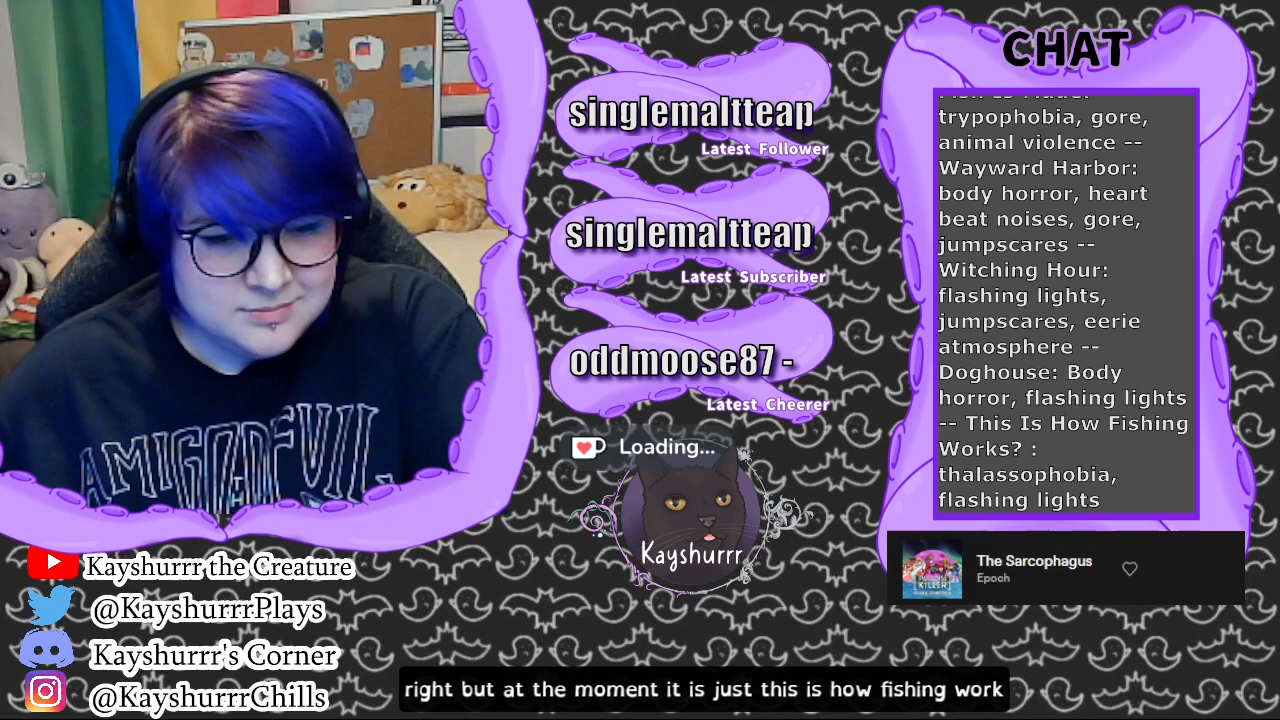 AMIGODEVIL
singlemaltteap
Latest Follower
singlemaltteap
Latest Subscriber
oddmoose87 -
Latest Cheerer
Loading...
Kayshurrr
CHAT
trypophobia, gore,
animal violence --
Wayward Harbor:
body horror, heart
beat noises, gore,
jumpscares --
Witching Hour:
flashing lights,
jumpscares, eerie
atmosphere --
Doghouse: Body
horror, flashing lights
-- This Is How Fishing
Works? :
thalassophobia,
flashing lights
The Sarcophagus
Epoch
Kayshurrr the Creature
@KayshurrrPlays
Kayshurrr's Corner
@KayshurrrChills
right but at the moment it is just this is how fishing work